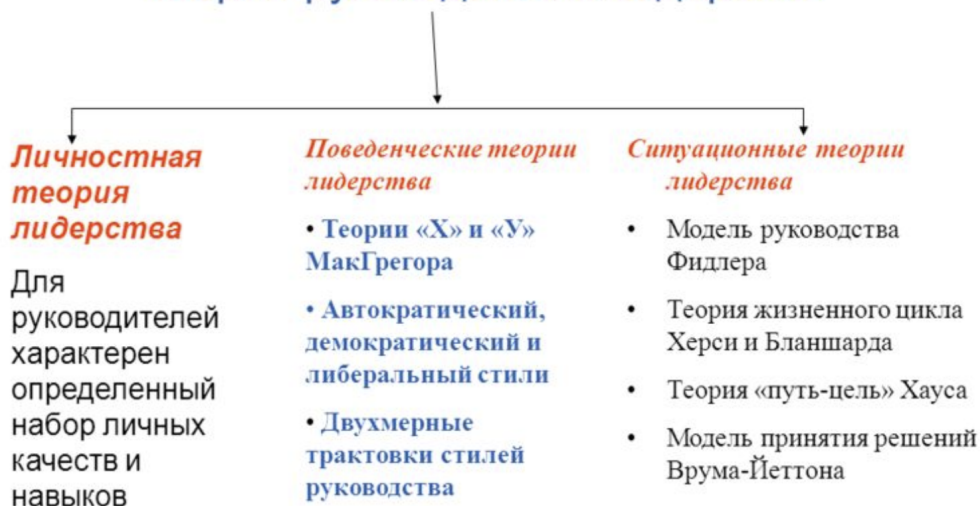 Личностная
теория
лидерства
Для
руководителей
характерен
определенный
набор личных
качеств и
навыков
Поведенческие теории
лидерства
• Теории «Х» и «У»
МакГрегора
• Автократический,
демократический и
либеральный стили
• Двухмерные
трактовки стилей
руководства
Ситуационные теории
лидерства
• Модель руководства
Фидлера
• Теория жизненного цикла
Херси и Бланшарда
• Теория «путь-цель» Хауса
• Модель принятия решений
Врума-Йеттона